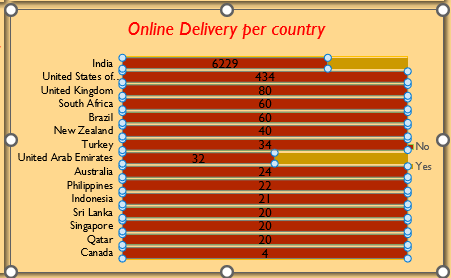 Online Delivery per country
India 6229
United States of... 434
United Kingdom 80
South Africa 60
Brazil 60
New Zealand 40
Turkey 34
No
United Arab Emirates 32
Yes
Australia 24
Philippines 22
Indonesia 21
Sri Lanka 20
Singapore 20
Qatar 20
Canada 4